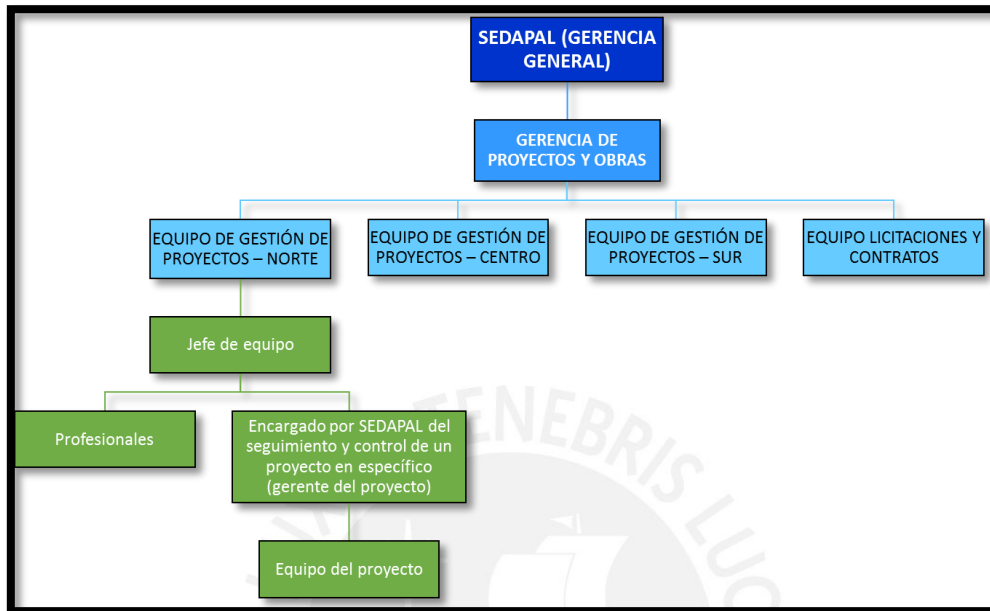 SEDAPAL (GERENCIA
GENERAL)
GERENCIA DE
PROYECTOS Y OBRAS
EQUIPO DE GESTIÓN DE
PROYECTOS – NORTE
EQUIPO DE GESTIÓN DE
PROYECTOS – CENTRO
EQUIPO DE GESTIÓN DE
PROYECTOS – SUR
EQUIPO LICITACIONES Y
CONTRATOS
Jefe de equipo
Profesionales
Encargado por SEDAPAL del
seguimiento y control de un
proyecto en específico
(gerente del proyecto)
Equipo del proyecto
TENEBRIS